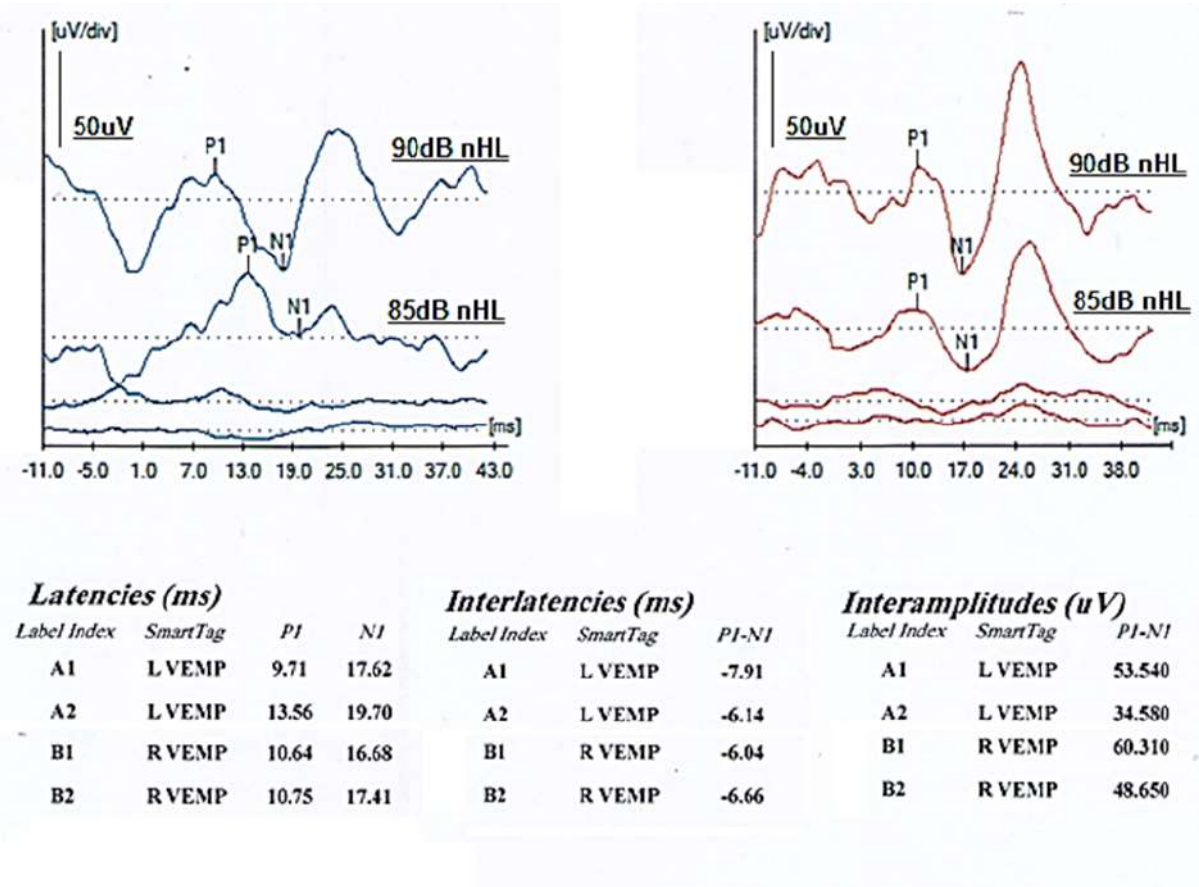 [uV/div]
50uV
P1
90dB nHL
P1 N1
N1
85dB nHL
[ms]
-11.0 -5.0 1.0 7.0 13.0 19.0 25.0 31.0 37.0 43.0
[uV/div]
50uV
P1
90dB nHL
N1
P1
85dB nHL
N1
[ms]
-11.0 -4.0 3.0 10.0 17.0 24.0 31.0 38.0
Latencies (ms)
Label Index SmartTag P1 N1
A1 L VEMP 9.71 17.62
A2 L VEMP 13.56 19.70
B1 R VEMP 10.64 16.68
B2 R VEMP 10.75 17.41
Interlatencies (ms)
Label Index SmartTag P1-N1
A1 L VEMP -7.91
A2 L VEMP -6.14
B1 R VEMP -6.04
B2 R VEMP -6.66
Interamplitudes (uV)
Label Index SmartTag P1-N1
A1 L VEMP 53.540
A2 L VEMP 34.580
B1 R VEMP 60.310
B2 R VEMP 48.650